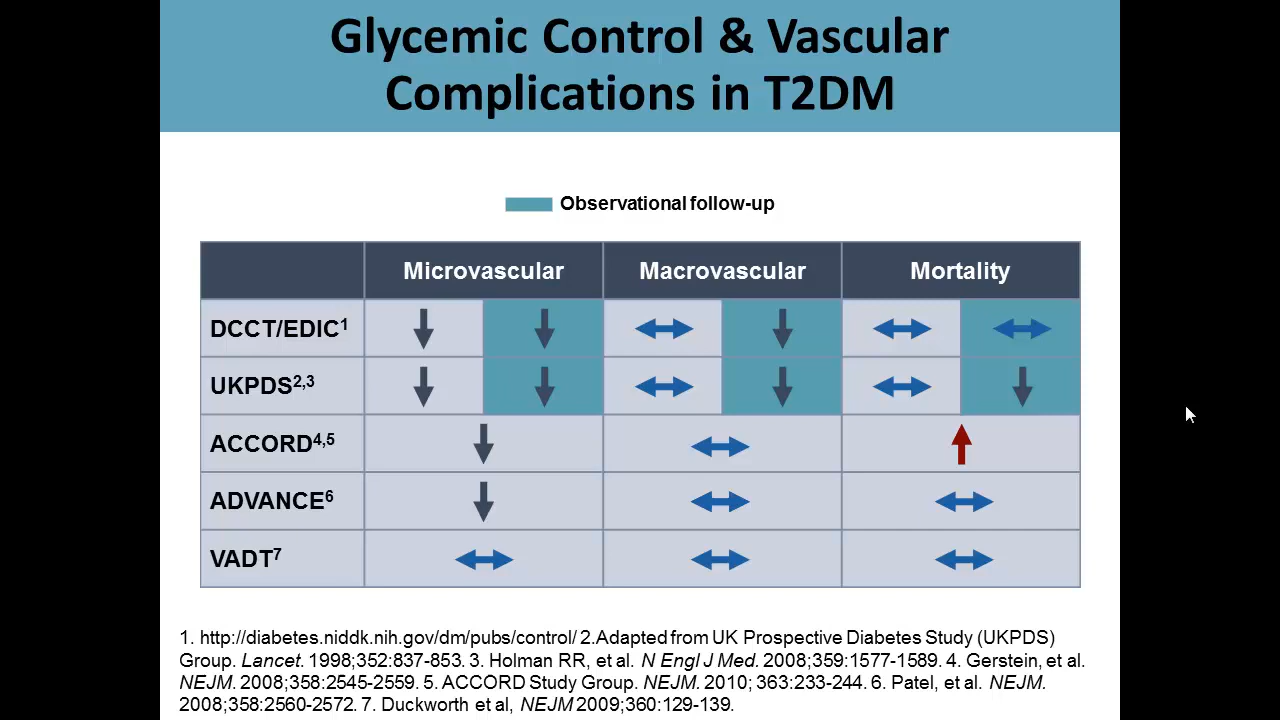 Glycemic Control & Vascular
Complications in T2DM
Observational follow-up
Microvascular Macrovascular Mortality
DCCT/EDIC1
UKPDS2,3
ACCORD4,5
ADVANCE6
VADT7
1. http://diabetes.niddk.nih.gov/dm/pubs/control/ 2.Adapted from UK Prospective Diabetes Study (UKPDS)
Group. Lancet. 1998;352:837-853. 3. Holman RR, et al. N Engl J Med. 2008;359:1577-1589. 4. Gerstein, et al.
NEJM. 2008;358:2545-2559. 5. ACCORD Study Group. NEJM. 2010; 363:233-244. 6. Patel, et al. NEJM.
2008;358:2560-2572. 7. Duckworth et al, NEJM 2009;360:129-139.